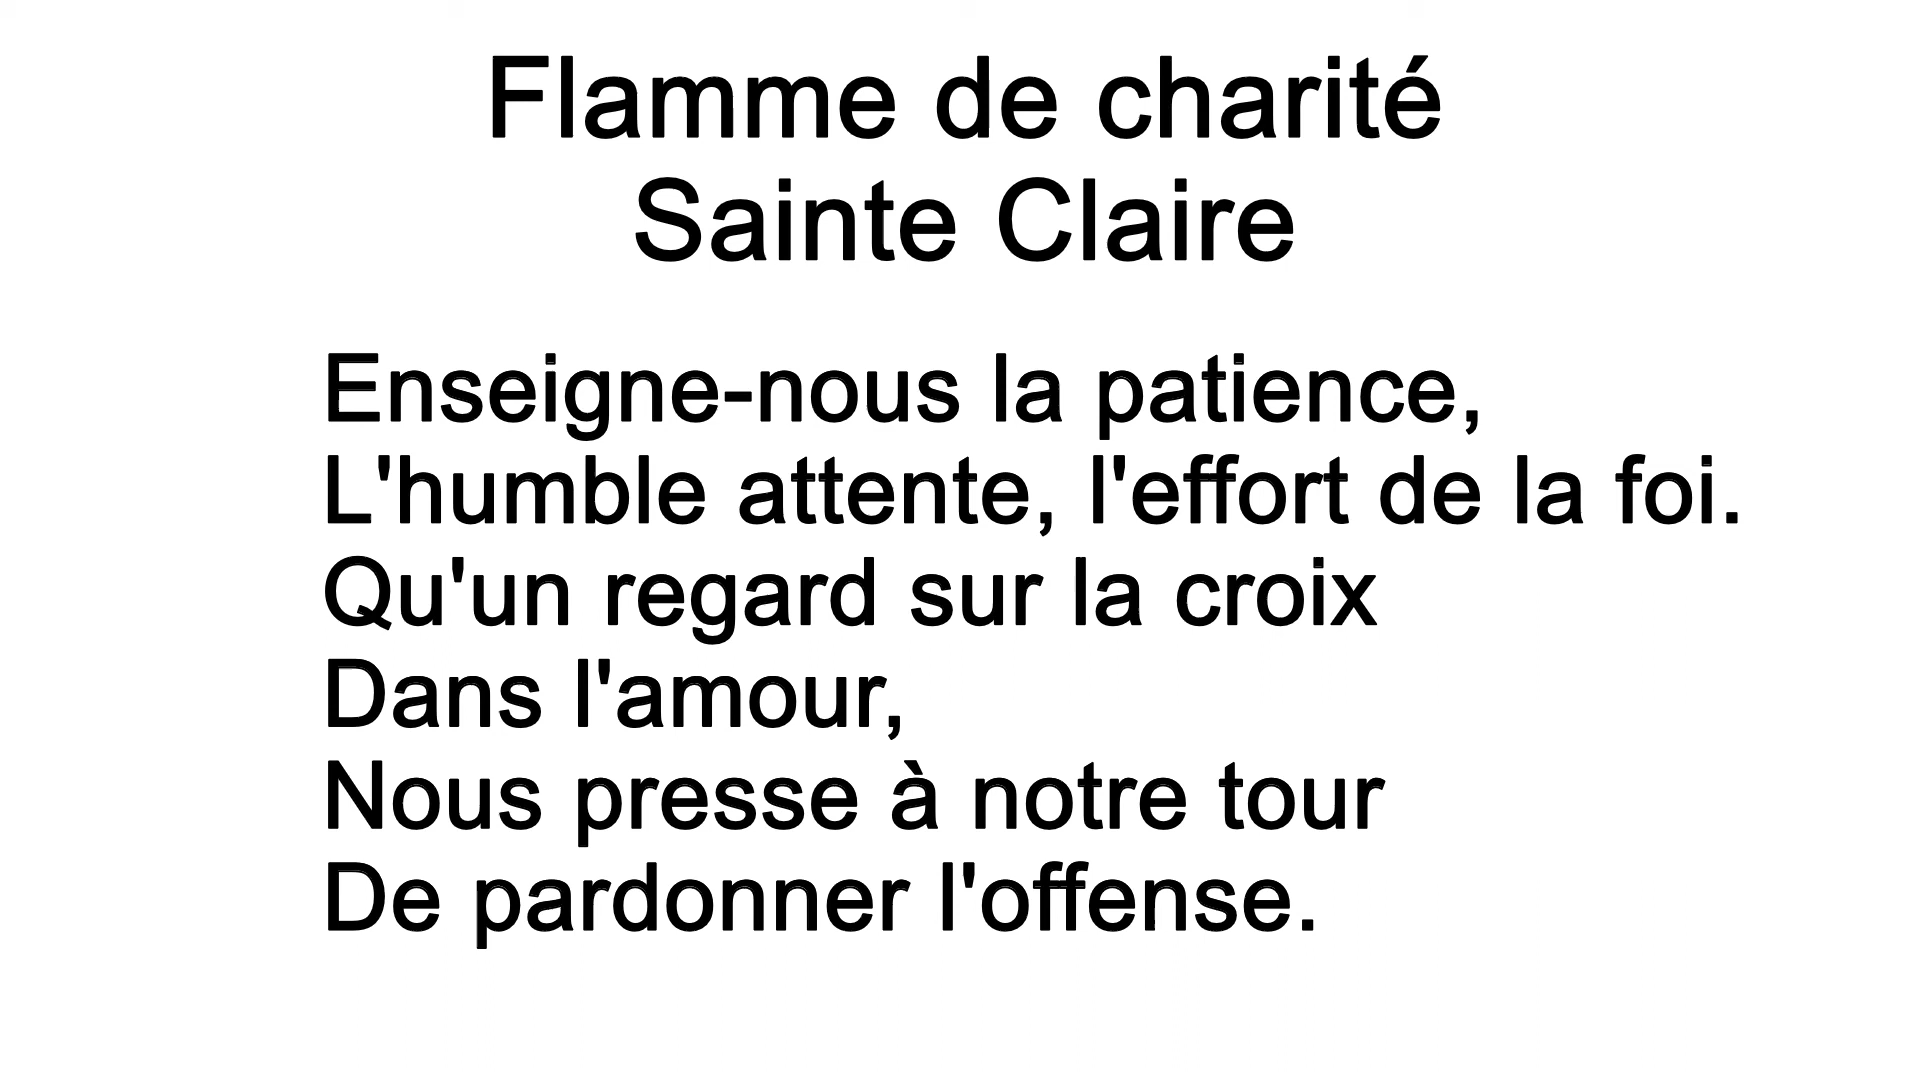 Flamme de charité
Sainte Claire
Enseigne-nous la patience,
L'humble attente, l'effort de la foi.
Qu'un regard sur la croix
Dans l'amour,
Nous presse à notre tour
De pardonner l'offense.